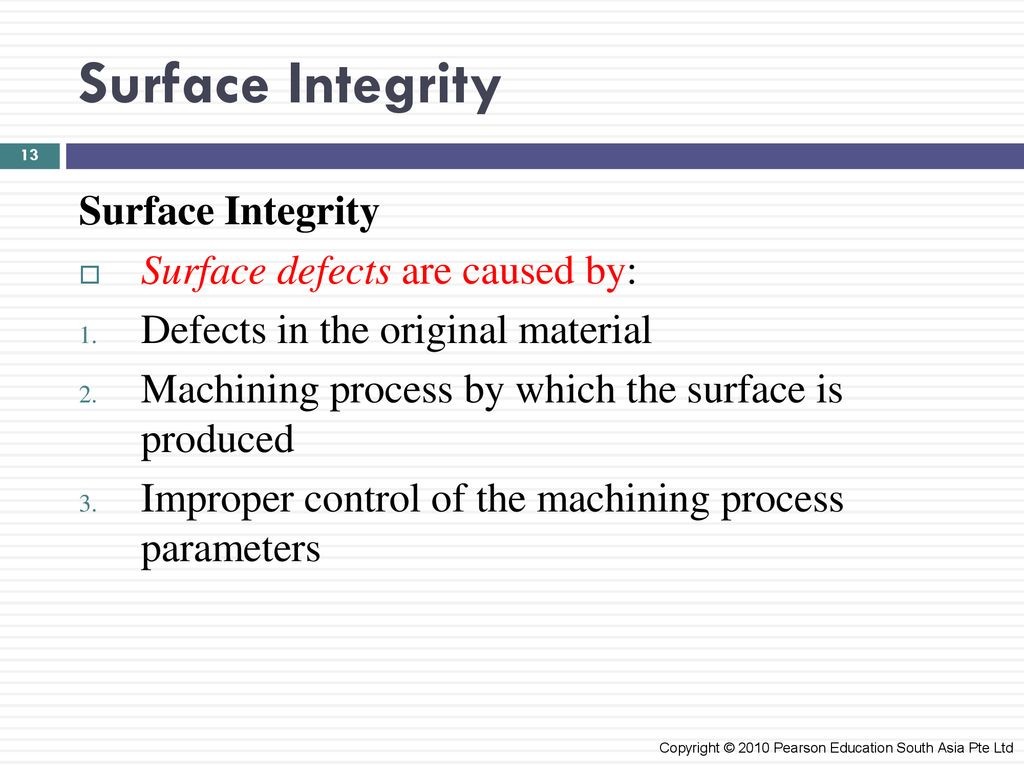 Surface Integrity
13
Surface Integrity
Surface defects are caused by:
1. Defects in the original material
2. Machining process by which the surface is
produced
3. Improper control of the machining process
parameters
Copyright © 2010 Pearson Education South Asia Pte Ltd